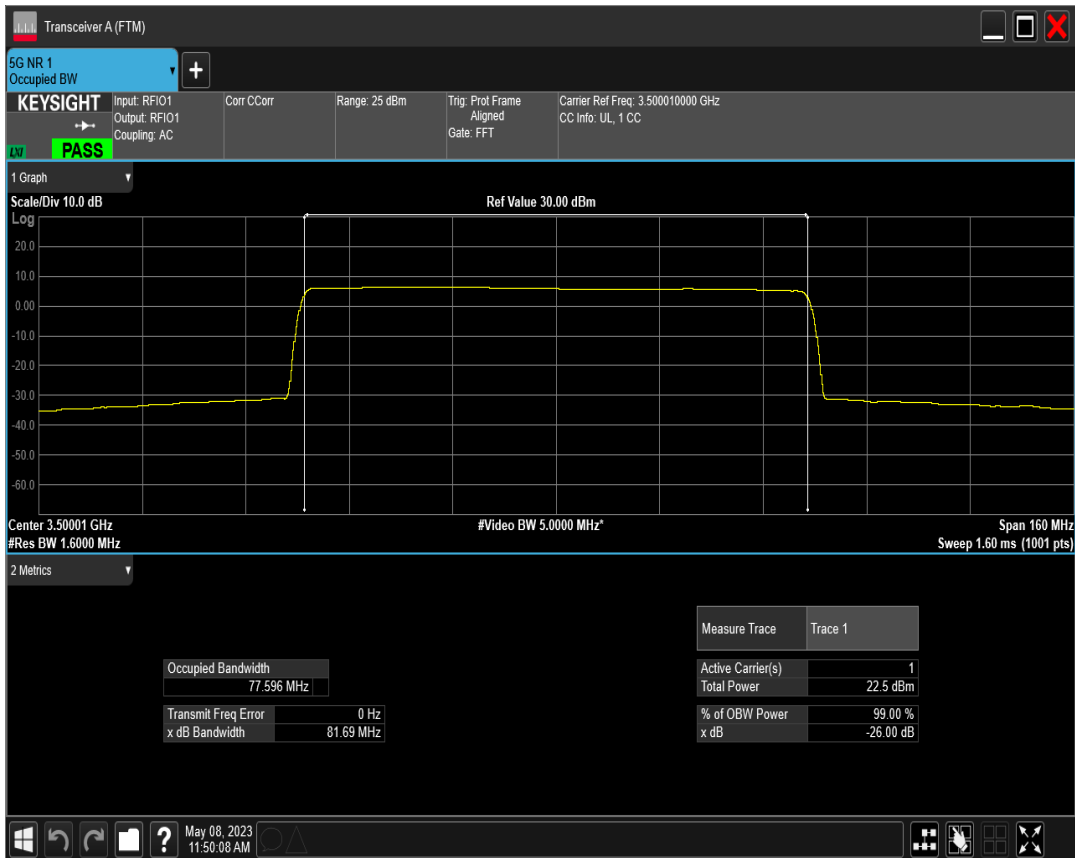 Transceiver A (FTM)
5G NR 1
Occupied BW
+
KEYSIGHT
LXI
PASS
Input: RFIO1
Output: RFIO1
Coupling: AC
Corr CCorr
Range: 25 dBm
Trig: Prot Frame
Aligned
Gate: FFT
Carrier Ref Freq: 3.500010000 GHz
CC Info: UL, 1 CC
1 Graph
Scale/Div 10.0 dB
Ref Value 30.00 dBm
Log
20.0
10.0
0.00
-10.0
-20.0
-30.0
-40.0
-50.0
-60.0
Center 3.50001 GHz
#Video BW 5.0000 MHz*
Span 160 MHz
#Res BW 1.6000 MHz
Sweep 1.60 ms (1001 pts)
2 Metrics
Measure Trace Trace 1
Occupied Bandwidth
77.596 MHz
Active Carrier(s) 1
Total Power 22.5 dBm
Transmit Freq Error 0 Hz
x dB Bandwidth 81.69 MHz
% of OBW Power 99.00 %
x dB -26.00 dB
?
May 08, 2023
11:50:08 AM